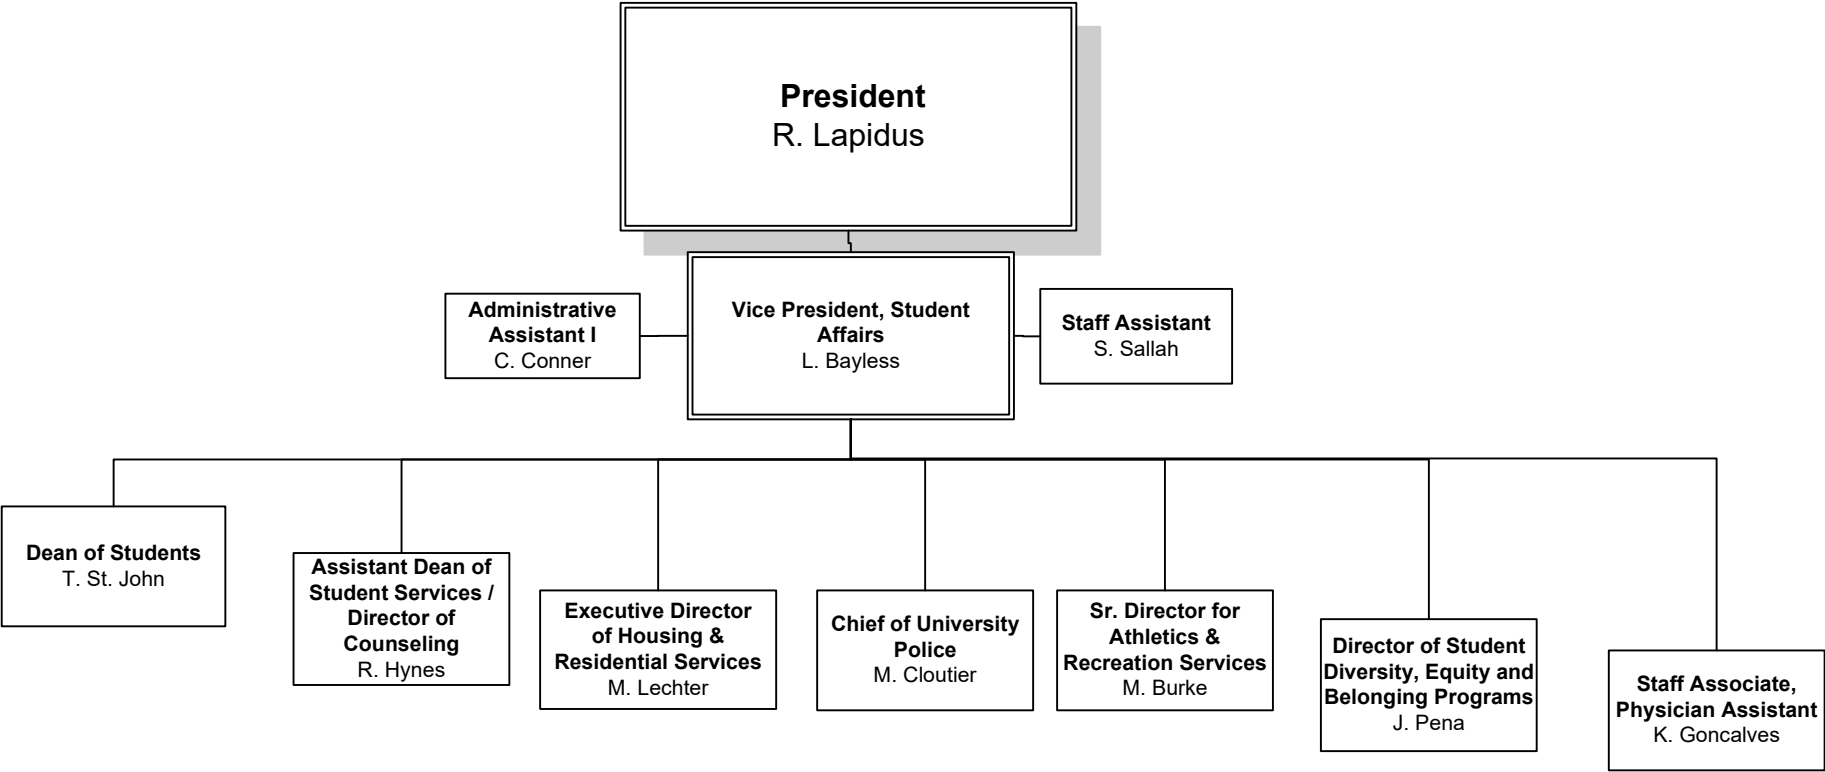 President
R. Lapidus
Administrative
Assistant I
C. Conner
Vice President, Student
Affairs
L. Bayless
Staff Assistant
S. Sallah
Dean of Students
T. St. John
Assistant Dean of
Student Services /
Director of
Counseling
R. Hynes
Executive Director
of Housing &
Residential Services
M. Lechter
Chief of University
Police
M. Cloutier
Sr. Director for
Athletics &
Recreation Services
M. Burke
Director of Student
Diversity, Equity and
Belonging Programs
J. Pena
Staff Associate,
Physician Assistant
K. Goncalves